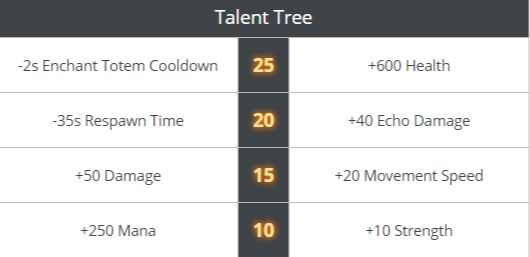 Talent Tree
-2s Enchant Totem Cooldown 25 +600 Health
-35s Respawn Time 20 +40 Echo Damage
+50 Damage 15 +20 Movement Speed
+250 Mana 10 +10 Strength